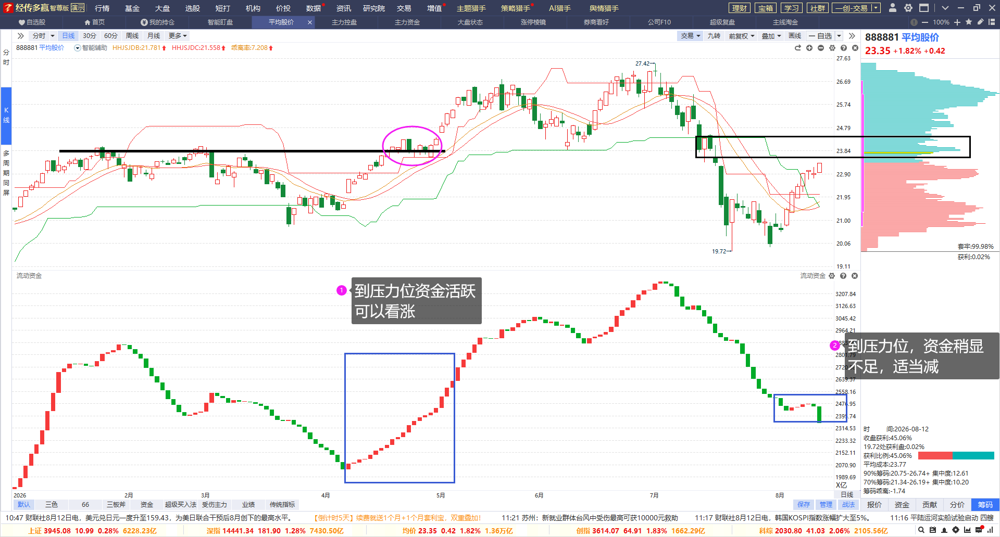 经传多赢 智尊版 演示 行情 基金 大盘 选股 短打 机构 价投 数据 资讯 研究院 交易 增值 主题猎手 策略猎手 AI猎手 舆情猎手 理财 宝箱 学习 社群 一创-交易
自选股 首页 我的持仓 智能盯盘 平均股价 × 主力控盘 主力资金 大盘状态 涨停棱镜 券商看好 公司F10 超级复盘 主线淘金 100%
分时 日线 30分 60分 周线 月线 更多 交易 九转 前复权 叠加 画线 自选
888881 平均股价 智能辅助 HHJSJDB:21.781 HHJSJDC:21.558 乖离率:7.208
888881 平均股价
23.35 +1.82% +0.42
分时
K线
多周期同屏
27.63
27.42
26.69
25.74
24.79
23.84
22.90
21.95
21.00
20.06
19.72
19.11
套牢:99.98%
获利:0.02%
流动资金 流动资金
1 到压力位资金活跃
可以看涨
3207.84
3126.63
3045.42
2964.21
2 到压力位，资金稍显
不足，适当减
2801.79
2639.37
2558.16
2476.95
2395.74
2314.53
2233.32
2152.11
2070.90
1989.69
X亿
时 间:2026-08-12
收盘获利:45.06%
19.72处获利盘:0.02%
获利比例:45.06%
平均成本:23.77
90%筹码:20.75-26.74+ 集中度:12.61
70%筹码:21.34-26.19+ 集中度:10.20
筹码乖离:-1.74
2026 2月 3月 4月 5月 6月 7月 8月 日线
默认 三色 66 三板斧 资金 超级买入法 受伤主力 业绩 传统指标 保存 管理 战法 报价 资金 贡献 分价 筹码
10:47 财联社8月12日电，美元兑日元一度升至159.43，为美日联合干预后8月创下的最高水平。 【倒计时5天】续费就送1个月+1个月套利宝，双重叠加！ 11:21 苏州：新就业群体台风中受伤最高可获10000元救助 11:17 财联社8月12日电，韩国KOSPI指数涨幅扩大至5%。 11:16 平陆运河实船试验启动 四艘
上证 3945.08 10.99 0.28% 6228.23亿 深指 14441.34 181.90 1.28% 7430.50亿 均价 23.35 0.42 1.82% 1.36万亿 创指 3614.07 64.91 1.83% 1662.29亿 科综 2030.80 41.03 2.06% 2105.56亿